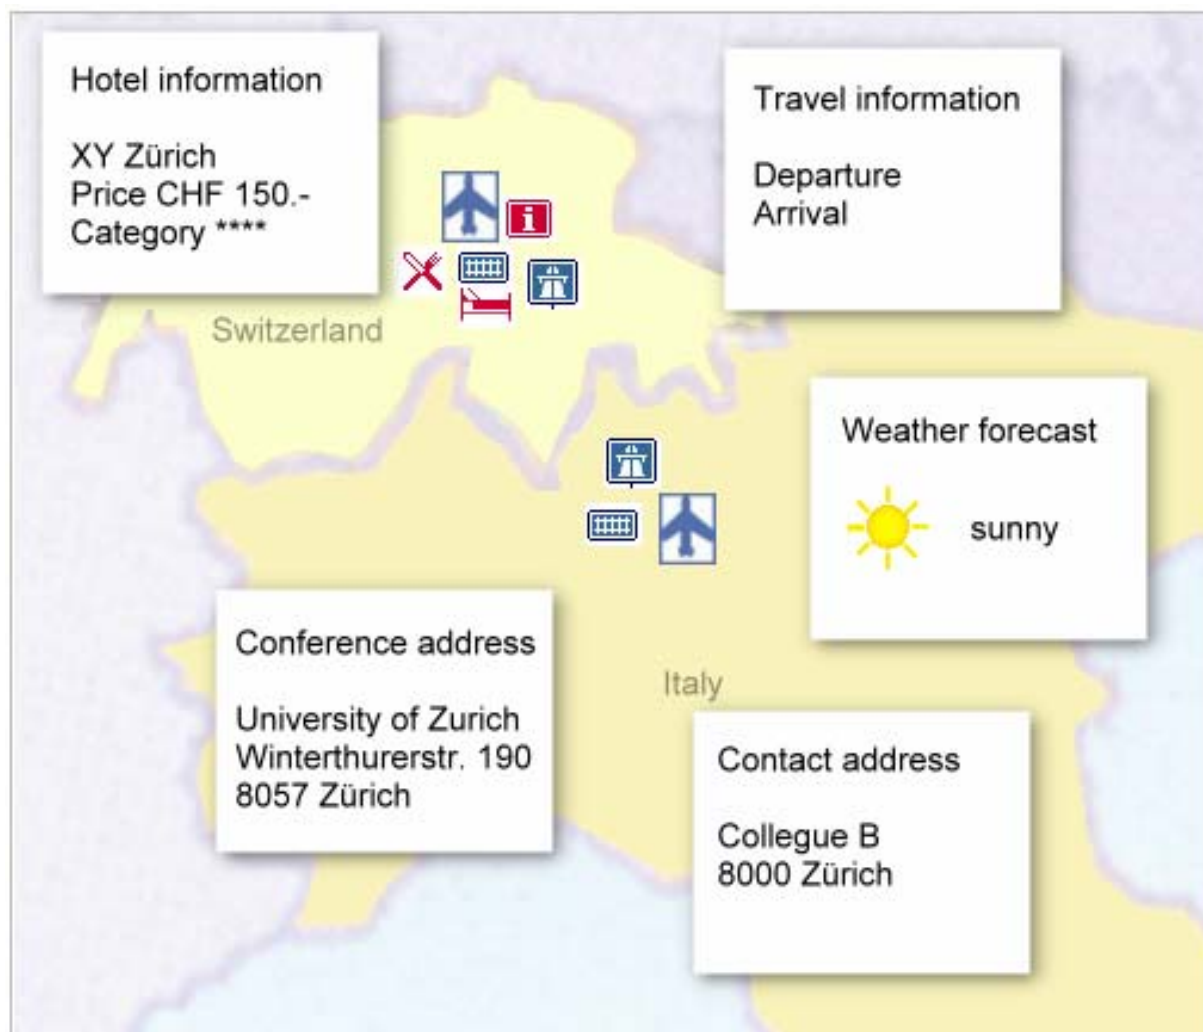 Hotel information
XY Zürich
Price CHF 150.-
Category ****
Travel information
Departure
Arrival
i
Switzerland
Weather forecast
sunny
Conference address
University of Zurich
Winterthurerstr. 190
8057 Zürich
Italy
Contact address
Collegue B
8000 Zürich